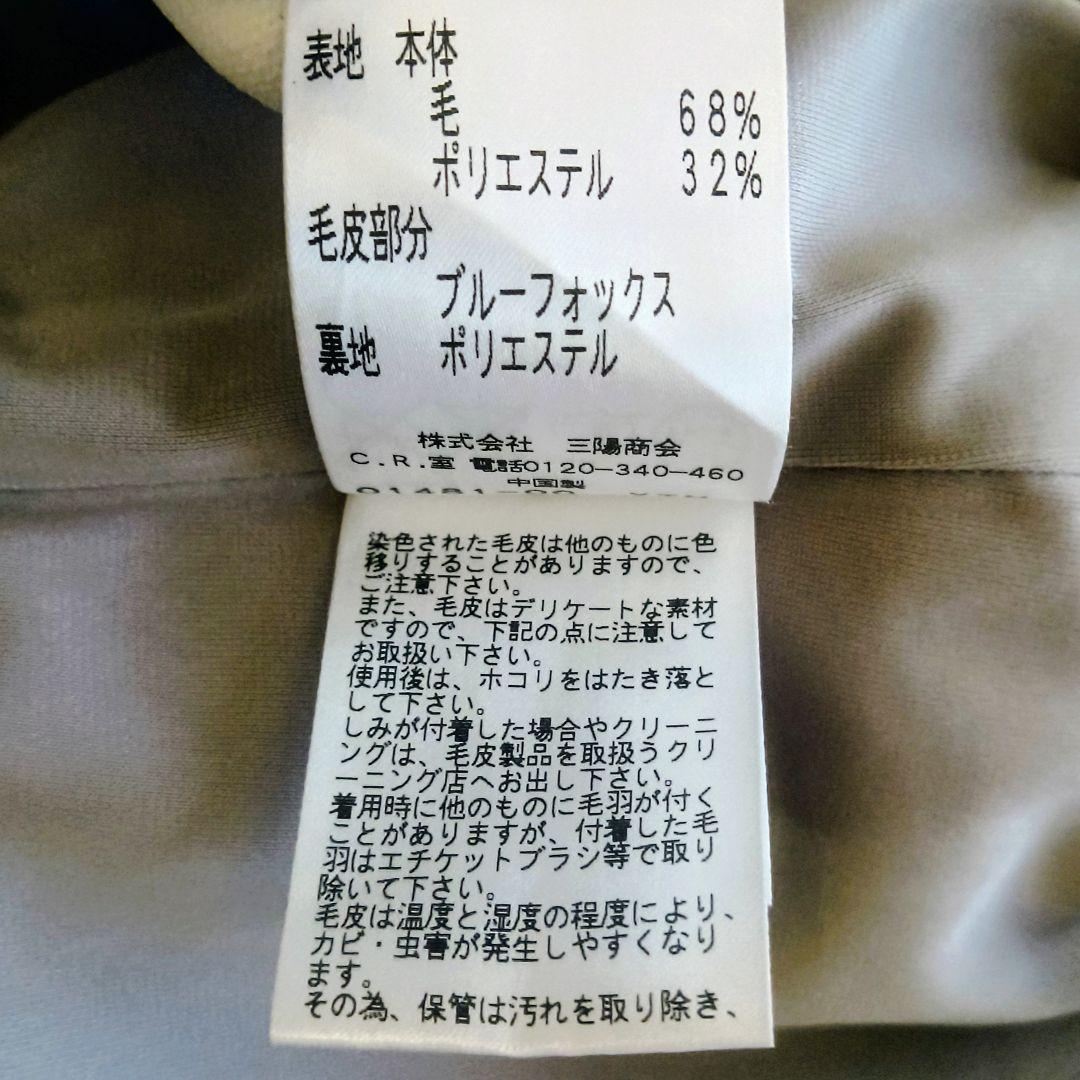 表地 本体
毛 68%
ポリエステル 32%
毛皮部分
ブルーフォックス
裏地 ポリエステル
株式会社 三陽商会
C.R.室 電話0120-340-460
中国製
染色された毛皮は他のものに色
移りすることがありますので、
ご注意下さい。
また、毛皮はデリケートな素材
ですので、下記の点に注意して
お取扱い下さい。
使用後は、ホコリをはたき落と
して下さい。
しみが付着した場合やクリーニ
ングは、毛皮製品を取扱うクリ
ーニング店へお出し下さい。
着用時に他のものに毛羽が付く
ことがありますが、付着した毛
羽はエチケットブラシ等で取り
除いて下さい。
毛皮は温度と湿度の程度により、
カビ・虫害が発生しやすくなり
ます。
その為、保管は汚れを取り除き、